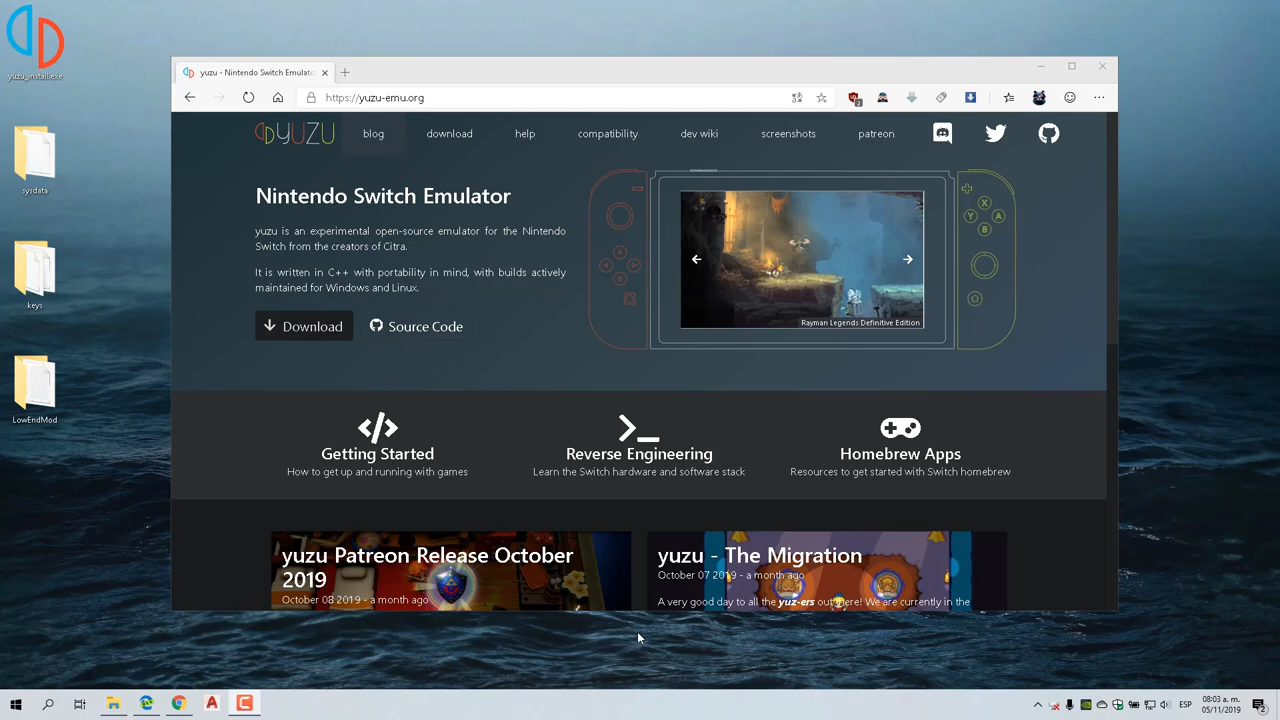 yuzu_install.exe
sysdata
keys
LowEndMod
yuzu - Nintendo Switch Emulato
https://yuzu-emu.org
2
YUZU
blog
download
help
compatibility
dev wiki
screenshots
patreon
Nintendo Switch Emulator
yuzu is an experimental open-source emulator for the Nintendo
Switch from the creators of Citra.
It is written in C++ with portability in mind, with builds actively
maintained for Windows and Linux.
Download
Source Code
X
Y
A
B
Rayman Legends Definitive Edition
Getting Started
How to get up and running with games
Reverse Engineering
Learn the Switch hardware and software stack
Homebrew Apps
Resources to get started with Switch homebrew
yuzu Patreon Release October
2019
October 08 2019 - a month ago
yuzu - The Migration
October 07 2019 - a month ago
A very good day to all the yuz-ers out there! We are currently in the
A
C
ESP
08:03 a. m.
05/11/2019
2